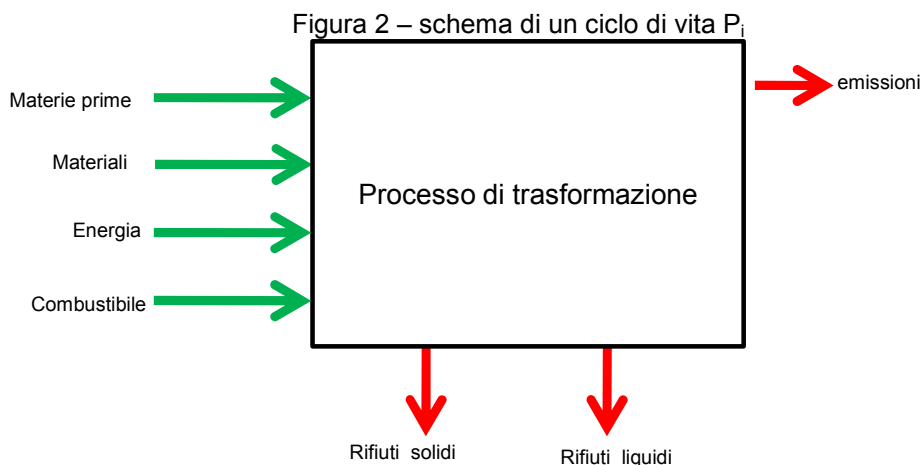 Figura 2 – schema di un ciclo di vita Pi
Materie prime
emissioni
Materiali
Processo di trasformazione
Energia
Combustibile
Rifiuti solidi
Rifiuti liquidi